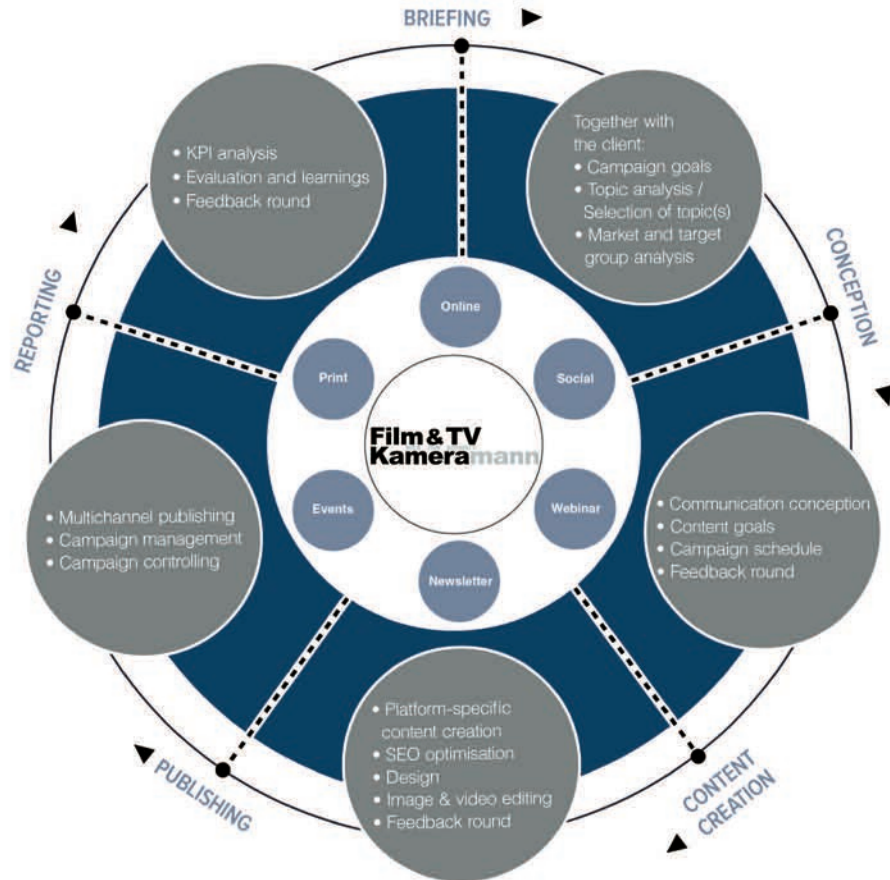 BRIEFING
Together with
the client:
• Campaign goals
• Topic analysis /
Selection of topic(s)
• Market and target
group analysis
CONCEPTION
• Communication conception
• Content goals
• Campaign schedule
• Feedback round
CONTENT
CREATION
• Platform-specific
content creation
• SEO optimisation
• Design
• Image & video editing
• Feedback round
PUBLISHING
• Multichannel publishing
• Campaign management
• Campaign controlling
REPORTING
• KPI analysis
• Evaluation and learnings
• Feedback round
Online
Social
Webinar
Newsletter
Events
Print
Film & TV
Kameramann